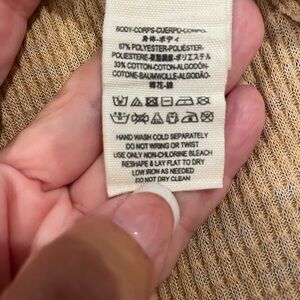 BODY-CORPS-CUERPO-CORPO
身体-ボディ
67% POLYESTER-POLIESTER-
POLIÉSTERE-聚酯纖維-ポリエステル
33% COTTON-COTON-ALGODÓN-
COTONE-BAUMWOLLE-ALGODÃO-
棉花-綿
HAND WASH COLD SEPARATELY
DO NOT WRING OR TWIST
USE ONLY NON-CHLORINE BLEACH
RESHAPE & LAY FLAT TO DRY
LOW IRON AS NEEDED
DO NOT DRY CLEAN